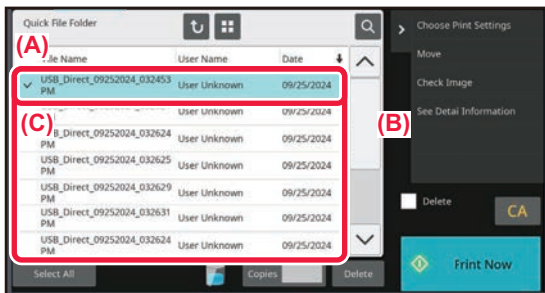 Quick File Folder
(A)
File Name User Name Date
USB_Direct_09252024_032453 PM User Unknown 09/25/2024
(C)
User Unknown 09/25/2024
USB_Direct_09252024_032624 PM User Unknown 09/25/2024
USB_Direct_09252024_032625 PM User Unknown 09/25/2024
USB_Direct_09252024_032629 PM User Unknown 09/25/2024
USB_Direct_09252024_032631 PM User Unknown 09/25/2024
USB_Direct_09252024_032624 PM User Unknown 09/25/2024
Select All
Copies
Delete
Choose Print Settings
Move
Check Image
(B)
See Detai Information
Delete
CA
Print Now